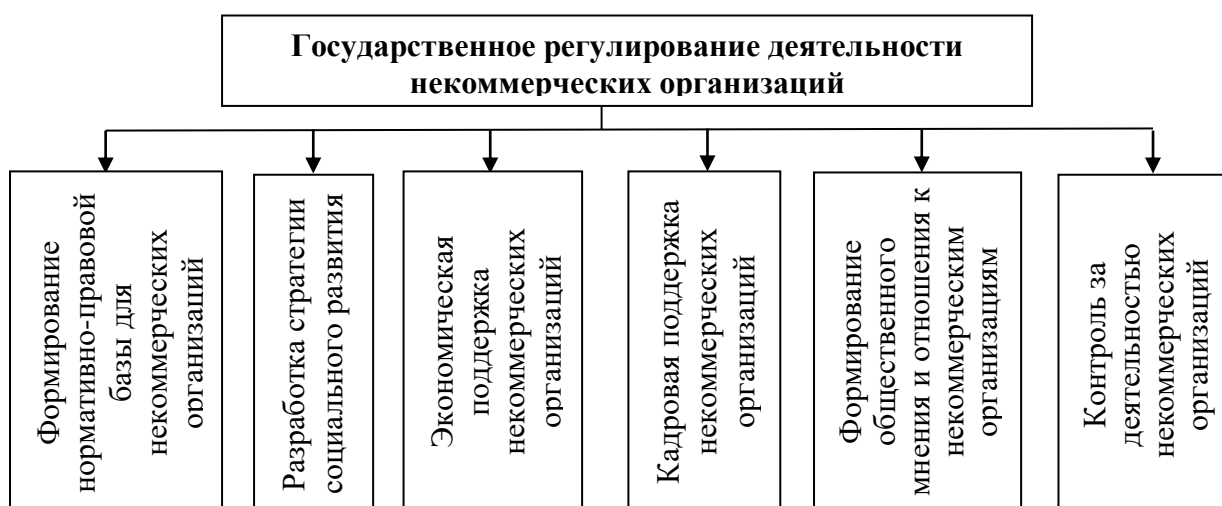 Государственное регулирование деятельности
некоммерческих организаций
Формирование
нормативно-правовой
базы для
некоммерческих
организаций
Разработка стратегии
социального развития
Экономическая
поддержка
некоммерческих
организаций
Кадровая поддержка
некоммерческих
организаций
Формирование
общественного
мнения и отношения к
некоммерческим
организациям
Контроль за
деятельностью
некоммерческих
организаций